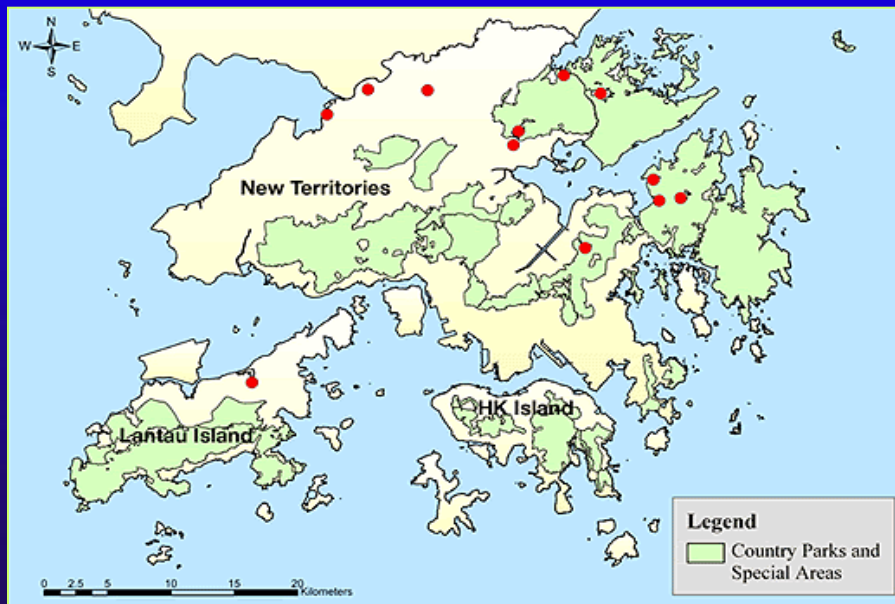 N
W E
S
New Territories
HK Island
Lantau Island
Legend
Country Parks and
Special Areas
0 2.5 5 10 15 20
Kilometers